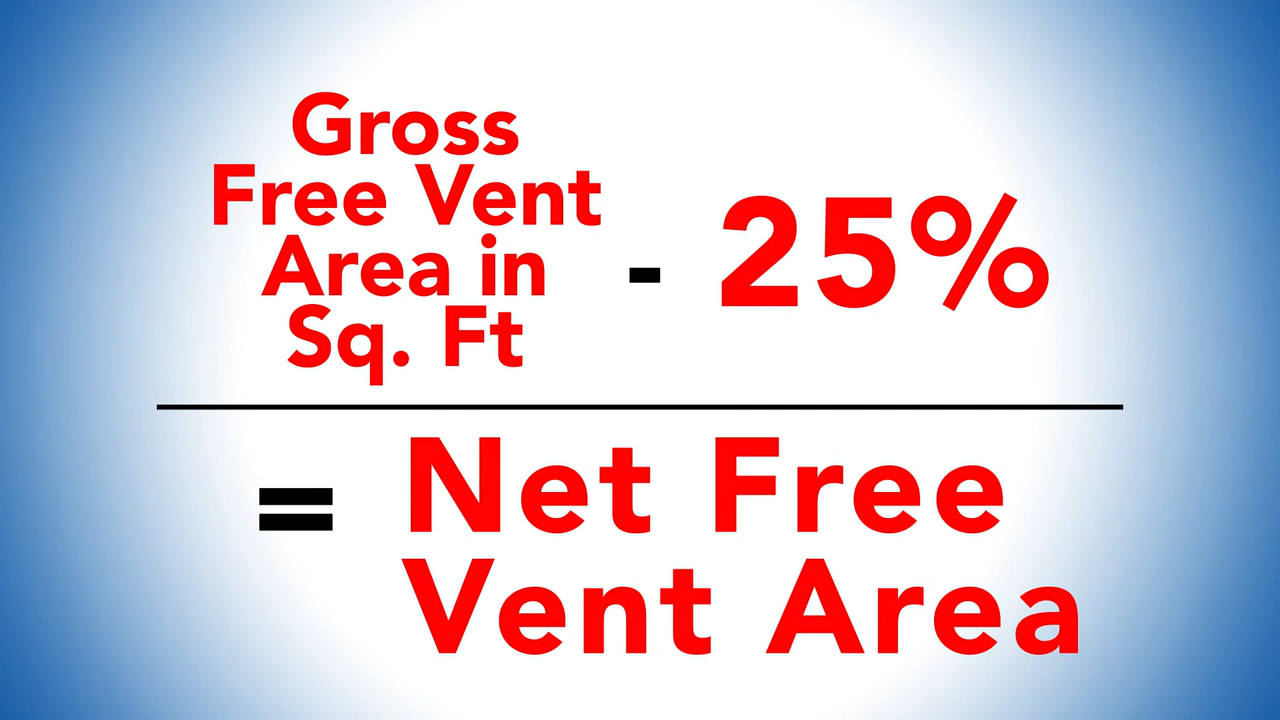 Gross
Free Vent
Area in
Sq. Ft
- 25%
= Net Free
Vent Area